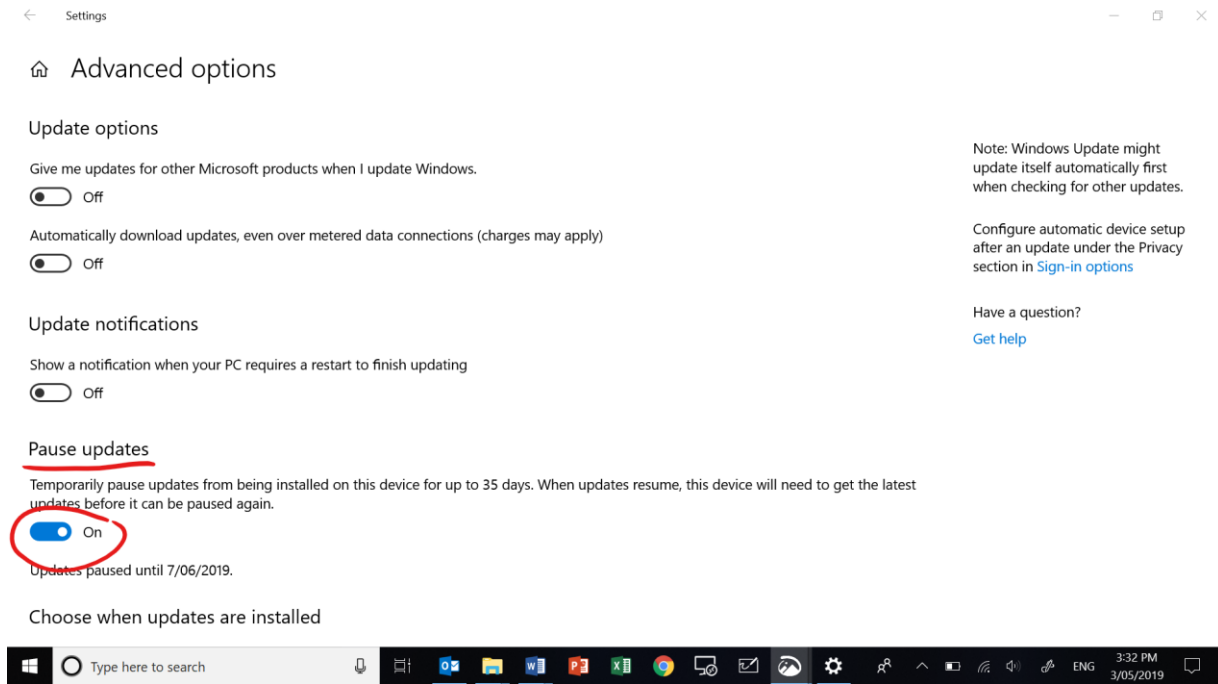 Settings
Advanced options
Update options
Give me updates for other Microsoft products when I update Windows.
Off
Automatically download updates, even over metered data connections (charges may apply)
Off
Update notifications
Show a notification when your PC requires a restart to finish updating
Off
Pause updates
Temporarily pause updates from being installed on this device for up to 35 days. When updates resume, this device will need to get the latest
updates before it can be paused again.
On
Updates paused until 7/06/2019.
Choose when updates are installed
Note: Windows Update might
update itself automatically first
when checking for other updates.
Configure automatic device setup
after an update under the Privacy
section in Sign-in options
Have a question?
Get help
Type here to search
ENG
3:32 PM
3/05/2019